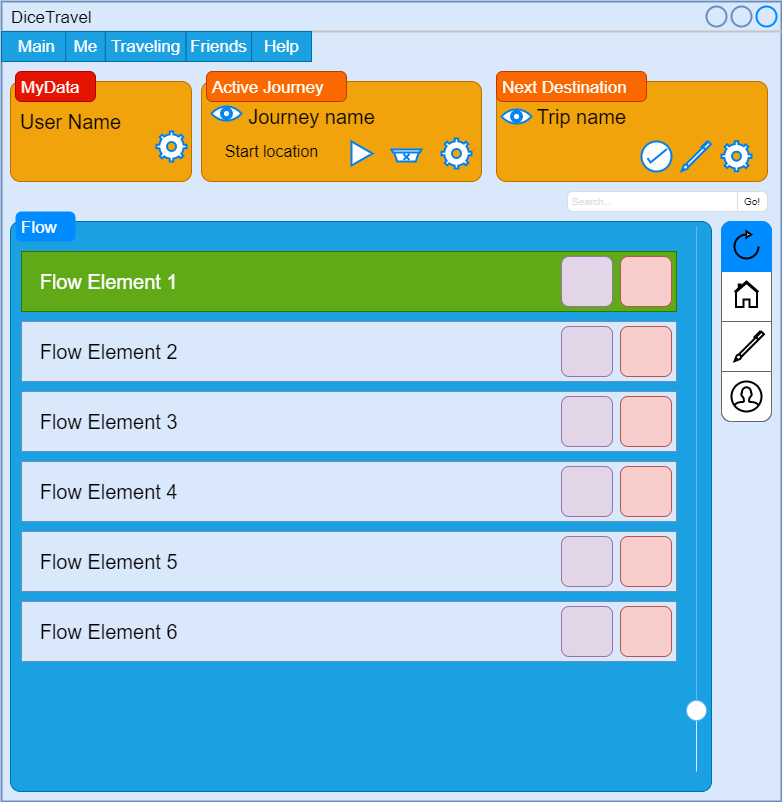 DiceTravel
Main Me Traveling Friends Help
MyData
User Name
Active Journey
Journey name
Start location
Next Destination
Trip name
Search... Go!
Flow
Flow Element 1
Flow Element 2
Flow Element 3
Flow Element 4
Flow Element 5
Flow Element 6